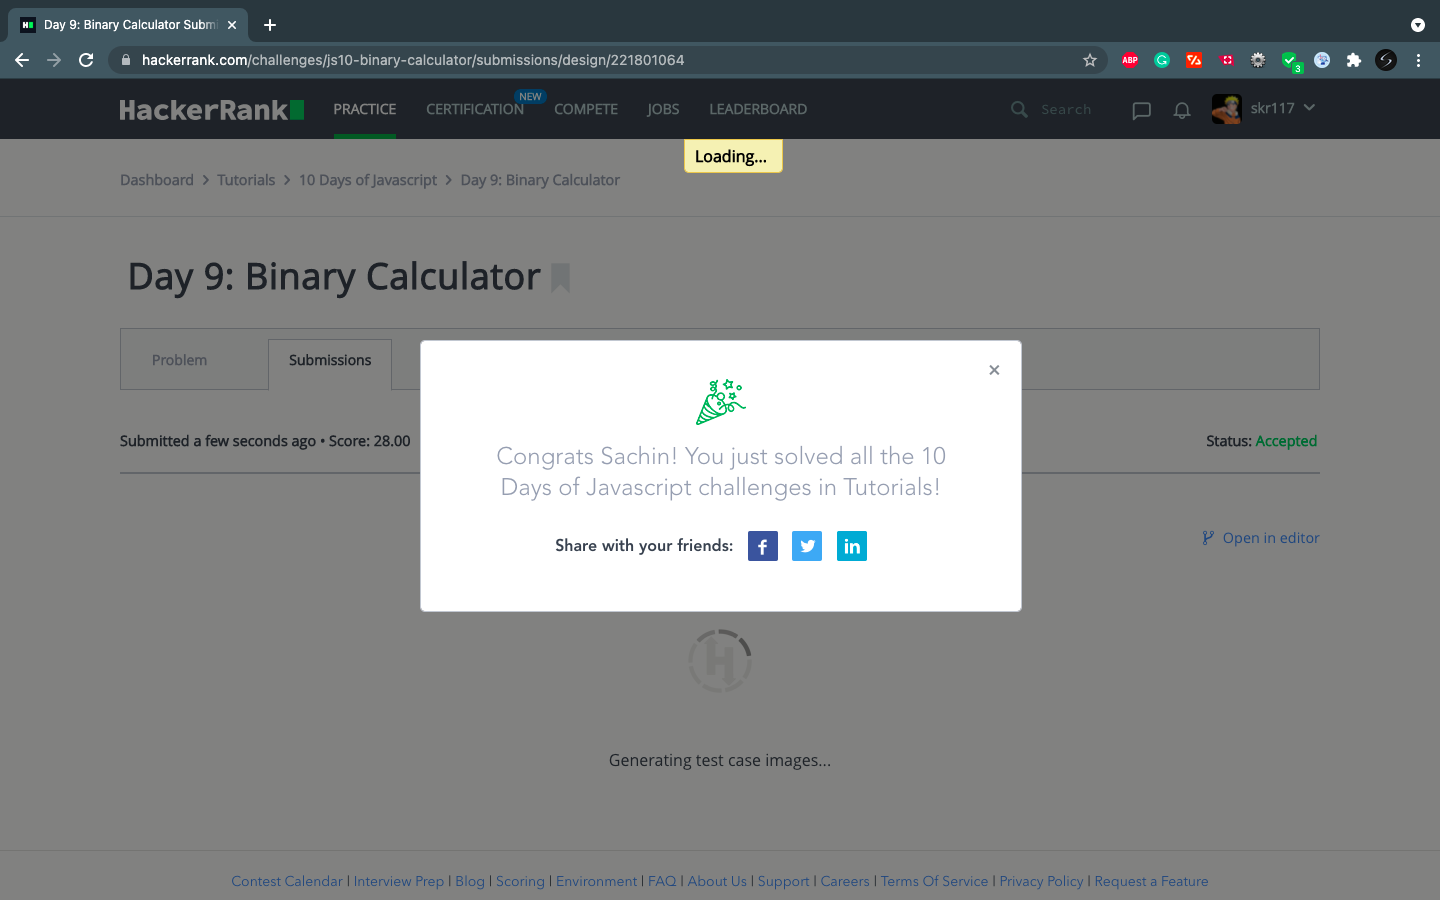 Day 9: Binary Calculator Subm
hackerrank.com/challenges/js10-binary-calculator/submissions/design/221801064
ABP
3
HackerRank
PRACTICE
CERTIFICATION
NEW
COMPETE
JOBS
LEADERBOARD
Search
skr117
Loading...
Dashboard > Tutorials > 10 Days of Javascript > Day 9: Binary Calculator
Day 9: Binary Calculator
Problem
Submissions
Submitted a few seconds ago • Score: 28.00
Status: Accepted
Congrats Sachin! You just solved all the 10
Days of Javascript challenges in Tutorials!
Share with your friends:
Open in editor
Generating test case images...
Contest Calendar | Interview Prep | Blog | Scoring | Environment | FAQ | About Us | Support | Careers | Terms Of Service | Privacy Policy | Request a Feature